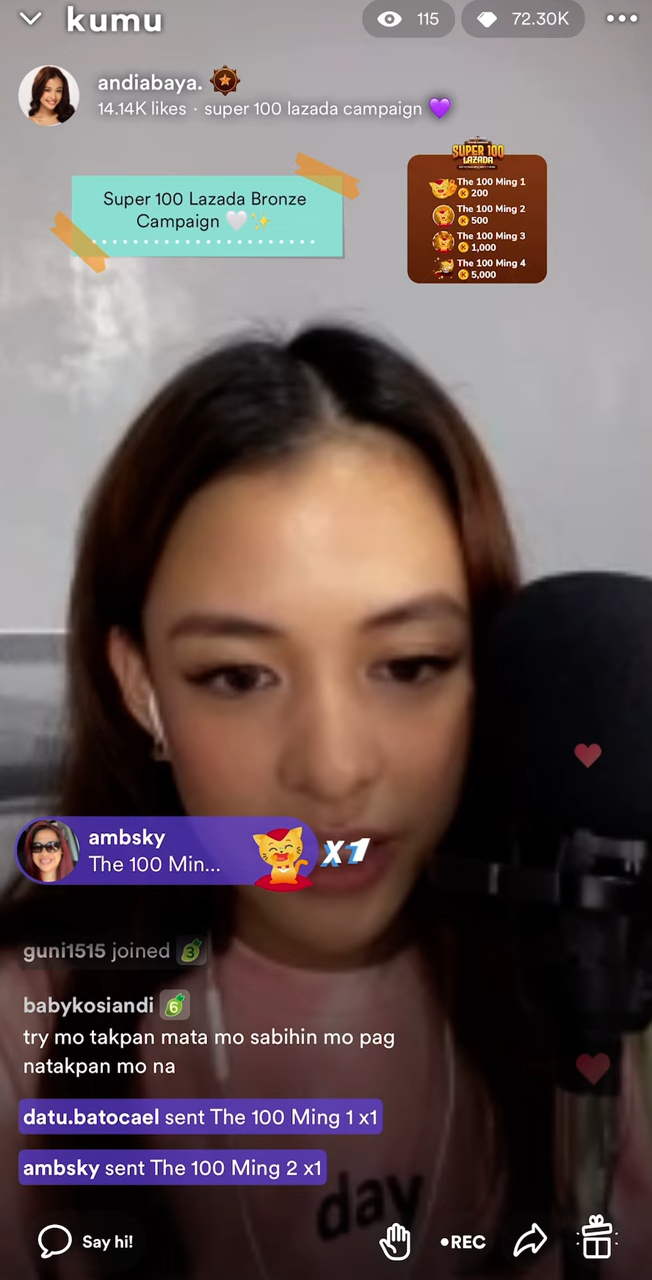 kumu
115
72.30K
andiabaya.
14.14K likes · super 100 lazada campaign 💜
Super 100 Lazada Bronze
Campaign 🤍✨
SUPER 100
LAZADA
The 100 Ming 1
200
The 100 Ming 2
500
The 100 Ming 3
1,000
The 100 Ming 4
5,000
ambsky
The 100 Min...
X1
guni1515 joined 3
babykosiandi 6
try mo takpan mata mo sabihin mo pag
natakpan mo na
datu.batocael sent The 100 Ming 1 x1
ambsky sent The 100 Ming 2 x1
day
Say hi!
•REC